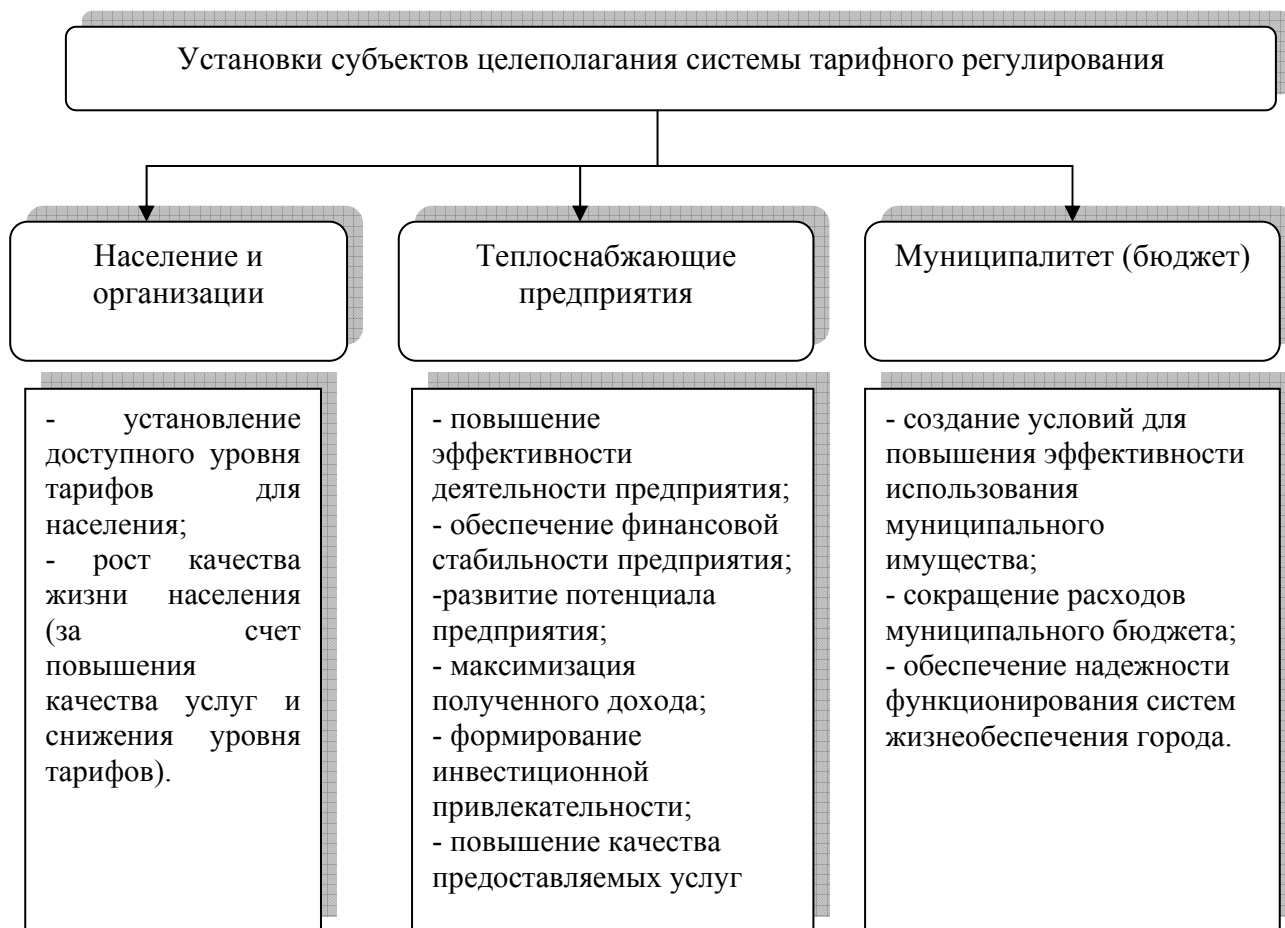 Установки субъектов целеполагания системы тарифного регулирования
Население и
организации
Теплоснабжающие
предприятия
Муниципалитет (бюджет)
- установление
доступного уровня
тарифов для
населения;
- рост качества
жизни населения
(за счет
повышения
качества услуг и
снижения уровня
тарифов).
- повышение
эффективности
деятельности предприятия;
- обеспечение финансовой
стабильности предприятия;
-развитие потенциала
предприятия;
- максимизация
полученного дохода;
- формирование
инвестиционной
привлекательности;
- повышение качества
предоставляемых услуг
- создание условий для
повышения эффективности
использования
муниципального
имущества;
- сокращение расходов
муниципального бюджета;
- обеспечение надежности
функционирования систем
жизнеобеспечения города.